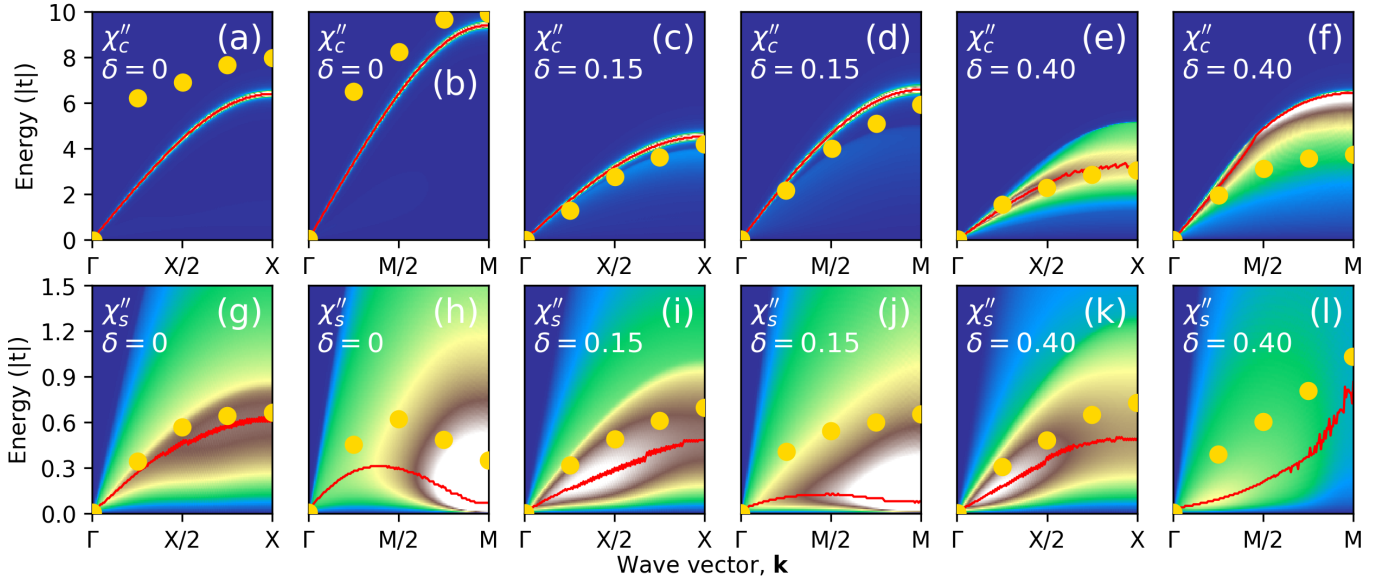 Energy (|t|)
10
8
6
4
2
0
χ″c (a)
δ = 0
χ″c
δ = 0 (b)
χ″c (c)
δ = 0.15
χ″c (d)
δ = 0.15
χ″c (e)
δ = 0.40
χ″c (f)
δ = 0.40
Γ X/2 X
Γ M/2 M
Γ X/2 X
Γ M/2 M
Γ X/2 X
Γ M/2 M
Energy (|t|)
1.5
1.2
0.9
0.6
0.3
0.0
χ″s (g)
δ = 0
χ″s (h)
δ = 0
χ″s (i)
δ = 0.15
χ″s (j)
δ = 0.15
χ″s (k)
δ = 0.40
χ″s (l)
δ = 0.40
Γ X/2 X
Γ M/2 M
Γ X/2 X
Γ M/2 M
Γ X/2 X
Γ M/2 M
Wave vector, k